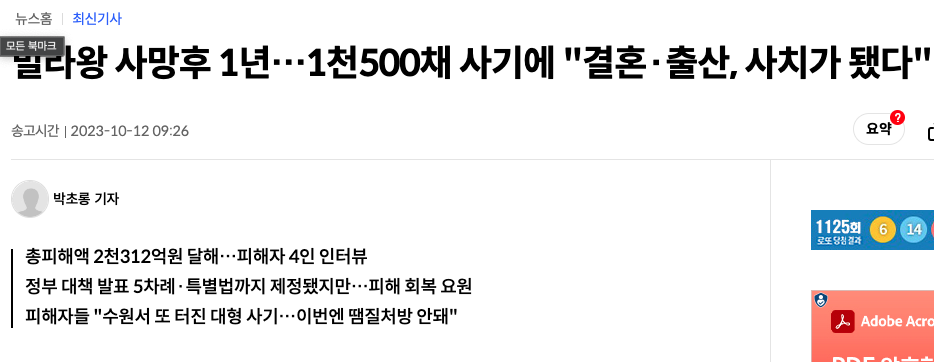 뉴스홈 | 최신기사
모든 북마크
빌라왕 사망후 1년…1천500채 사기에 "결혼·출산, 사치가 됐다"
송고시간 | 2023-10-12 09:26
요약 ?
박초롱 기자
총피해액 2천312억원 달해…피해자 4인 인터뷰
정부 대책 발표 5차례·특별법까지 제정됐지만…피해 회복 요원
피해자들 "수원서 또 터진 대형 사기…이번엔 땜질처방 안돼"
1125회 6 14
로또 당첨결과
Adobe Acro